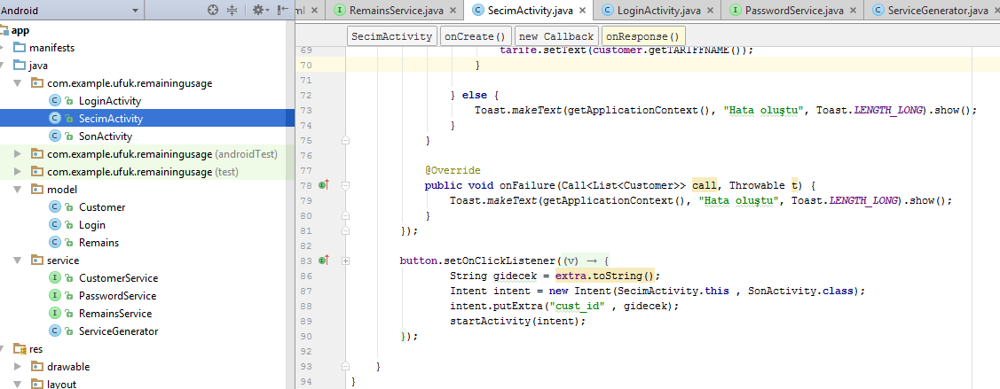 Android
ml
RemainsService.java
SecimActivity.java
LoginActivity.java
PasswordService.java
ServiceGenerator.java
app
manifests
java
com.example.ufuk.remainingusage
LoginActivity
SecimActivity
SonActivity
com.example.ufuk.remainingusage (androidTest)
com.example.ufuk.remainingusage (test)
model
Customer
Login
Remains
service
CustomerService
PasswordService
RemainsService
ServiceGenerator
res
drawable
layout
SecimActivity onCreate() new Callback onResponse()
69 tarife.setText(customer.getTARIFFNAME());
70 }
71
72 } else {
73 Toast.makeText(getApplicationContext(), "Hata oluştu", Toast.LENGTH_LONG).show();
74 }
75 }
76
77 @Override
78 public void onFailure(Call<List<Customer>> call, Throwable t) {
79 Toast.makeText(getApplicationContext(), "Hata oluştu", Toast.LENGTH_LONG).show();
80 }
81 });
82
83 button.setOnClickListener((v) → {
86 String gidecek = extra.toString();
87 Intent intent = new Intent(SecimActivity.this , SonActivity.class);
88 intent.putExtra("cust_id" , gidecek);
89 startActivity(intent);
90 });
92
93 }
94 }